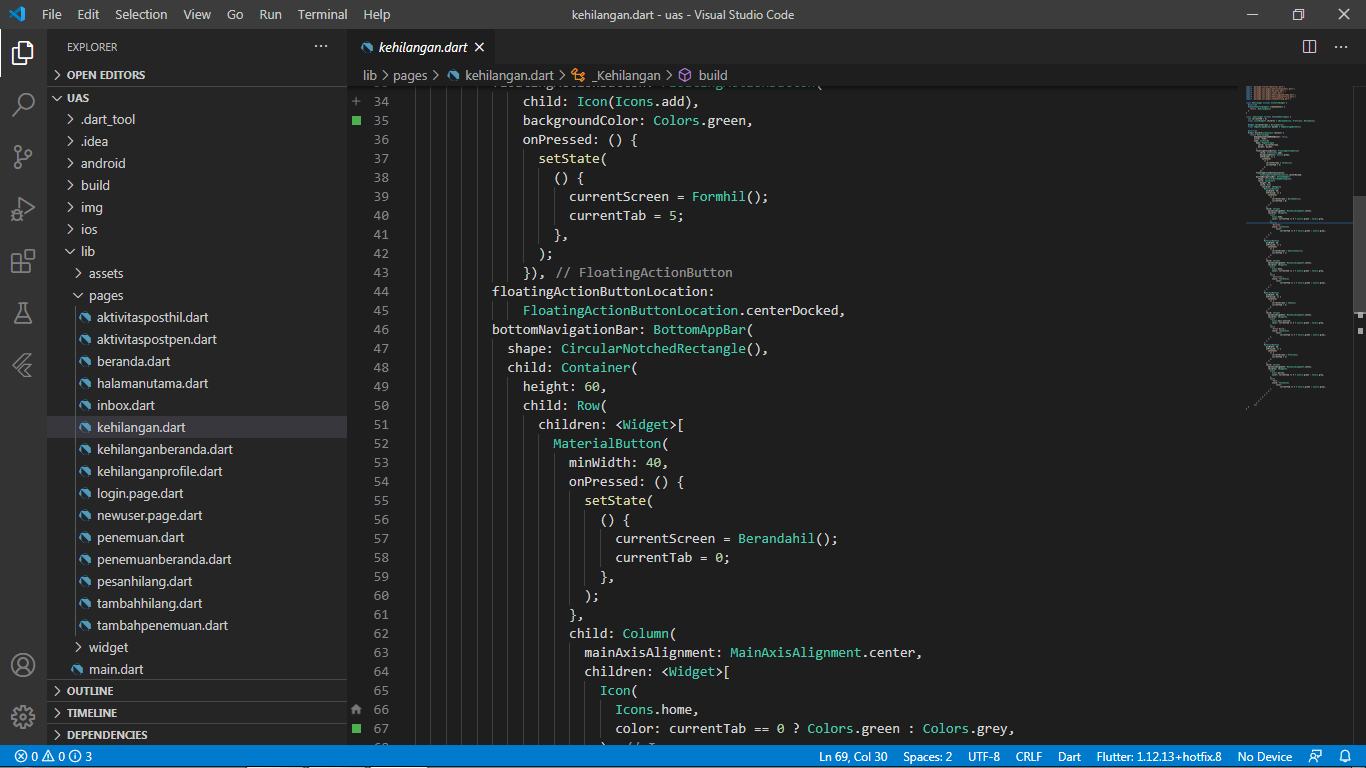 File Edit Selection View Go Run Terminal Help
kehilangan.dart - uas - Visual Studio Code
EXPLORER
OPEN EDITORS
UAS
.dart_tool
.idea
android
build
img
ios
lib
assets
pages
aktivitasposthil.dart
aktivitaspostpen.dart
beranda.dart
halamanutama.dart
inbox.dart
kehilangan.dart
kehilanganberanda.dart
kehilanganprofile.dart
login.page.dart
newuser.page.dart
penemuan.dart
penemuanberanda.dart
pesanhilang.dart
tambahhilang.dart
tambahpenemuan.dart
widget
main.dart
OUTLINE
TIMELINE
DEPENDENCIES
kehilangan.dart
lib > pages > kehilangan.dart > _Kehilangan > build
34 child: Icon(Icons.add),
35 backgroundColor: Colors.green,
36 onPressed: () {
37 setState(
38 () {
39 currentScreen = Formhil();
40 currentTab = 5;
41 },
42 );
43 }), // FloatingActionButton
44 floatingActionButtonLocation:
45 FloatingActionButtonLocation.centerDocked,
46 bottomNavigationBar: BottomAppBar(
47 shape: CircularNotchedRectangle(),
48 child: Container(
49 height: 60,
50 child: Row(
51 children: <Widget>[
52 MaterialButton(
53 minWidth: 40,
54 onPressed: () {
55 setState(
56 () {
57 currentScreen = Berandahil();
58 currentTab = 0;
59 },
60 );
61 },
62 child: Column(
63 mainAxisAlignment: MainAxisAlignment.center,
64 children: <Widget>[
65 Icon(
66 Icons.home,
67 color: currentTab == 0 ? Colors.green : Colors.grey,
0 0 3
Ln 69, Col 30 Spaces: 2 UTF-8 CRLF Dart Flutter: 1.12.13+hotfix.8 No Device